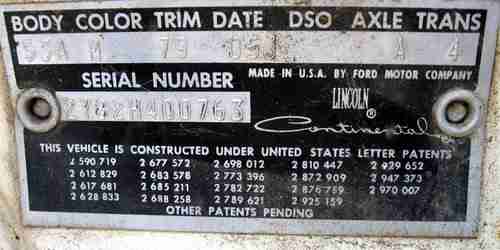 BODY COLOR TRIM DATE DSO AXLE TRANS
53A M 79 05J A 4
SERIAL NUMBER MADE IN U.S.A. BY FORD MOTOR COMPANY
LINCOLN
®
Continental
THIS VEHICLE IS CONSTRUCTED UNDER UNITED STATES LETTER PATENTS
2 590 719 2 677 572 2 698 012 2 810 447 2 929 652
2 612 829 2 683 578 2 773 396 2 872 909 2 947 373
2 617 681 2 685 211 2 782 722 2 876 759 2 970 007
2 628 833 2 688 258 2 789 621 2 925 159
OTHER PATENTS PENDING